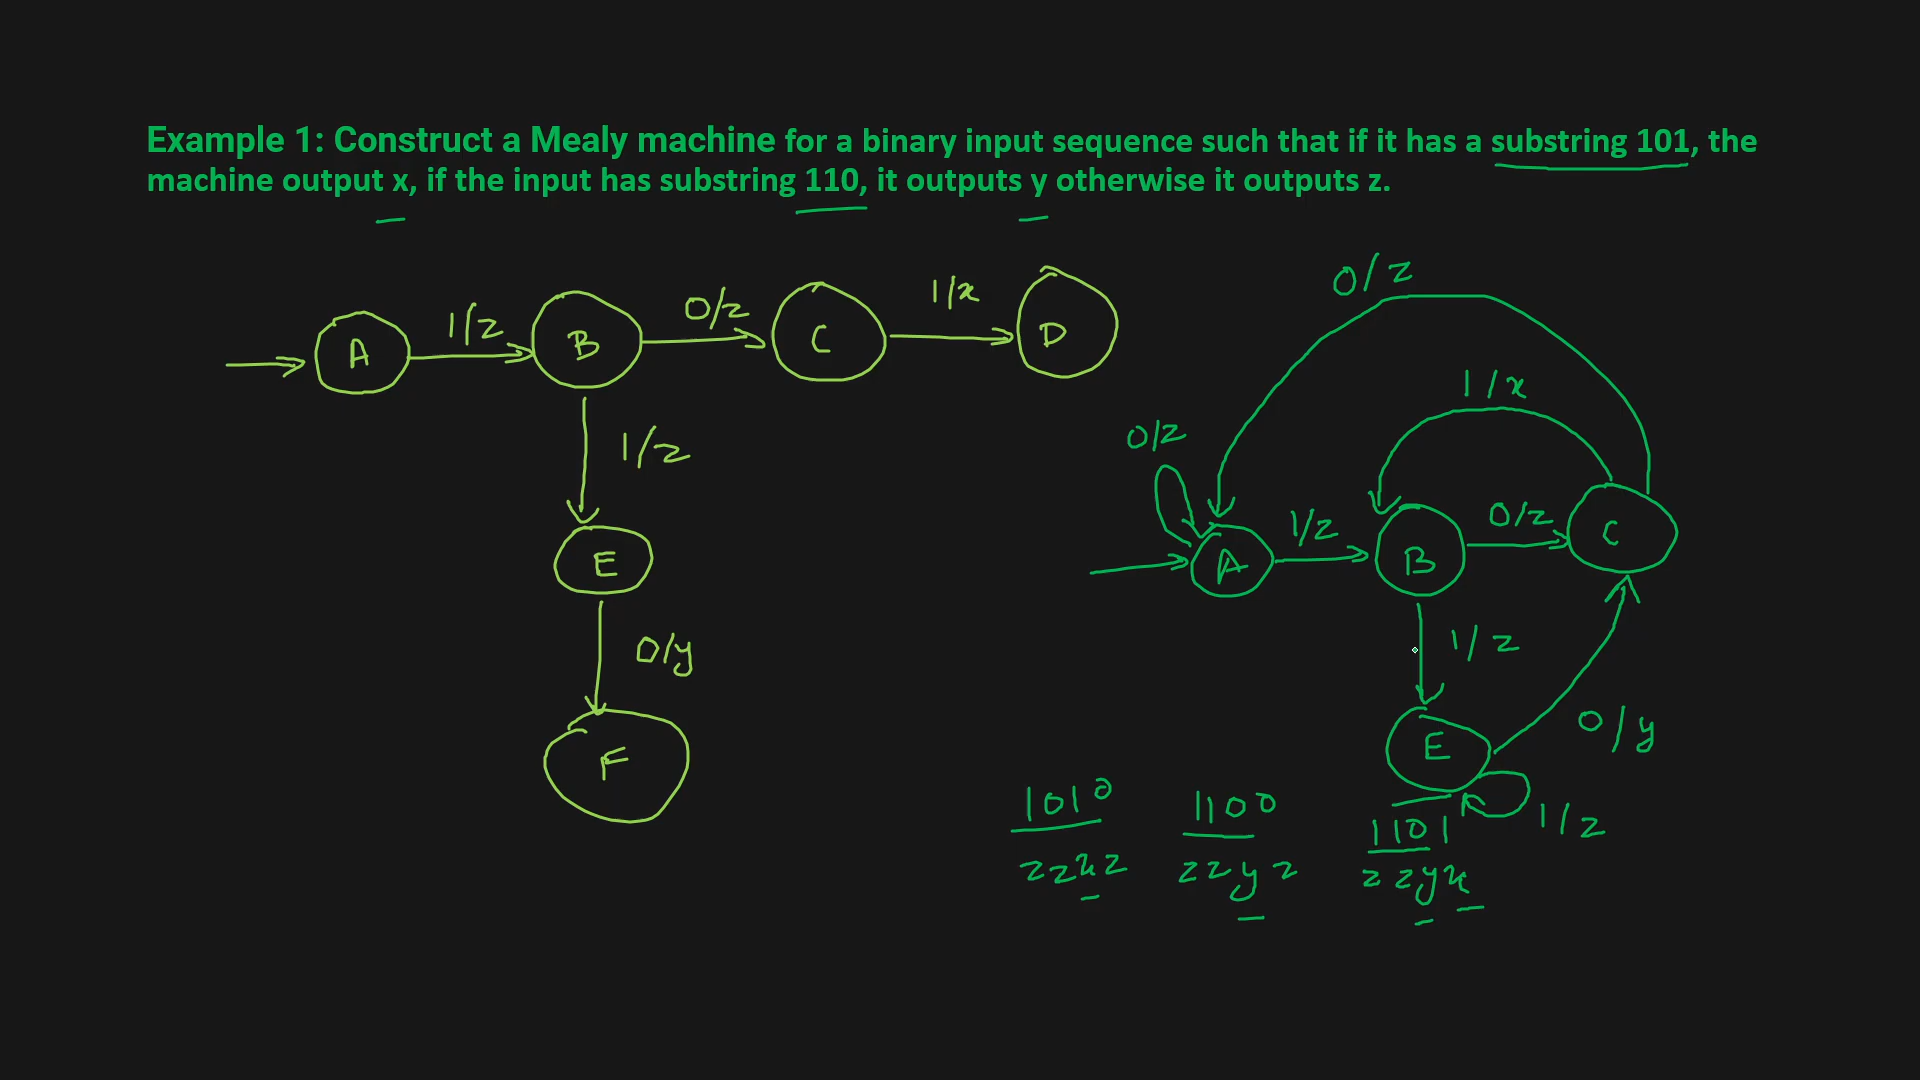 Example 1: Construct a Mealy machine for a binary input sequence such that if it has a substring 101, the
machine output x, if the input has substring 110, it outputs y otherwise it outputs z.
A 1/z B 0/z C 1/x D
1/z
E
0/y
F
0/z
1/x
0/z
A 1/z B 0/z C
1/z
E 0/y
1/z
1010 1100 1101
zzxz zzyz zzyx